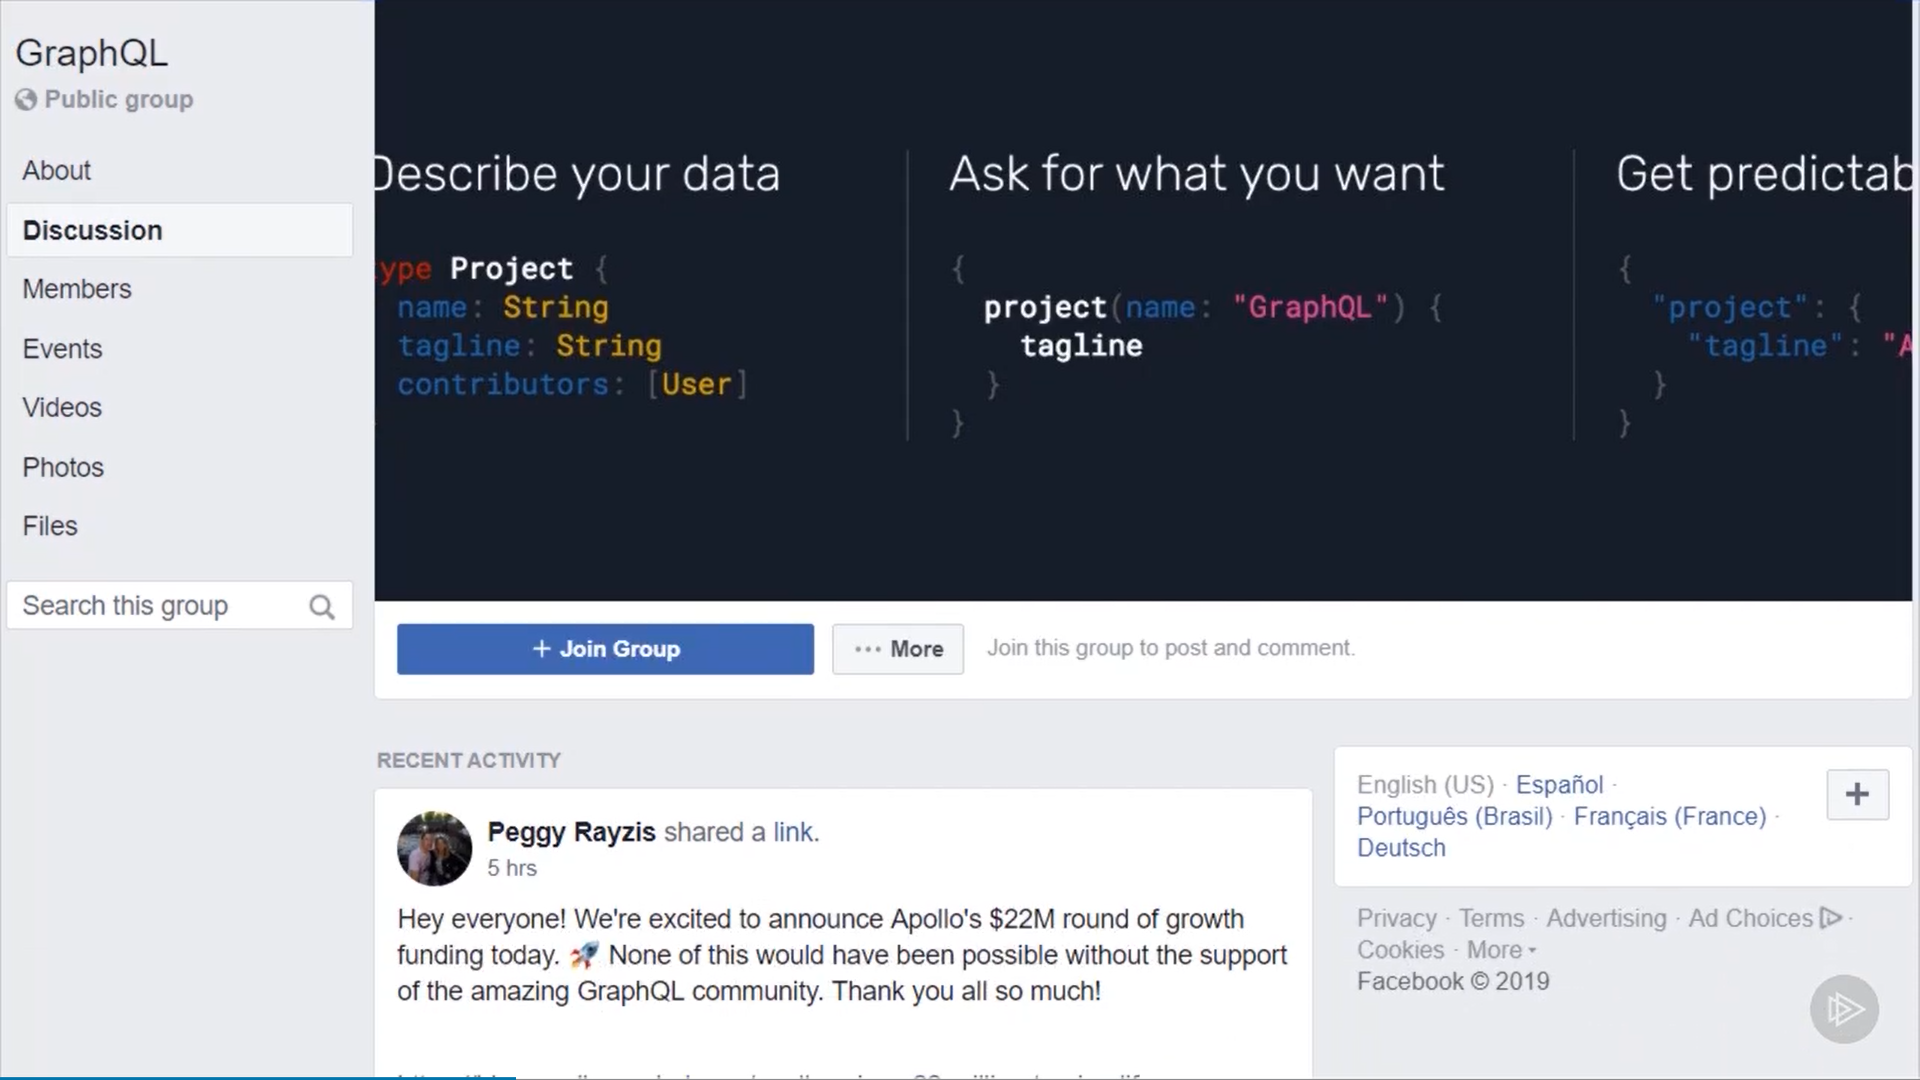 GraphQL
Public group
About
Discussion
Members
Events
Videos
Photos
Files
Search this group
Describe your data
type Project {
name: String
tagline: String
contributors: [User]
Ask for what you want
{
project(name: "GraphQL") {
tagline
}
}
Get predictab
{
"project": {
"tagline": "A
}
}
+ Join Group
••• More
Join this group to post and comment.
RECENT ACTIVITY
Peggy Rayzis shared a link.
5 hrs
Hey everyone! We're excited to announce Apollo's $22M round of growth
funding today. 🚀 None of this would have been possible without the support
of the amazing GraphQL community. Thank you all so much!
English (US) · Español ·
Português (Brasil) · Français (France) ·
Deutsch
+
Privacy · Terms · Advertising · Ad Choices ·
Cookies · More
Facebook © 2019